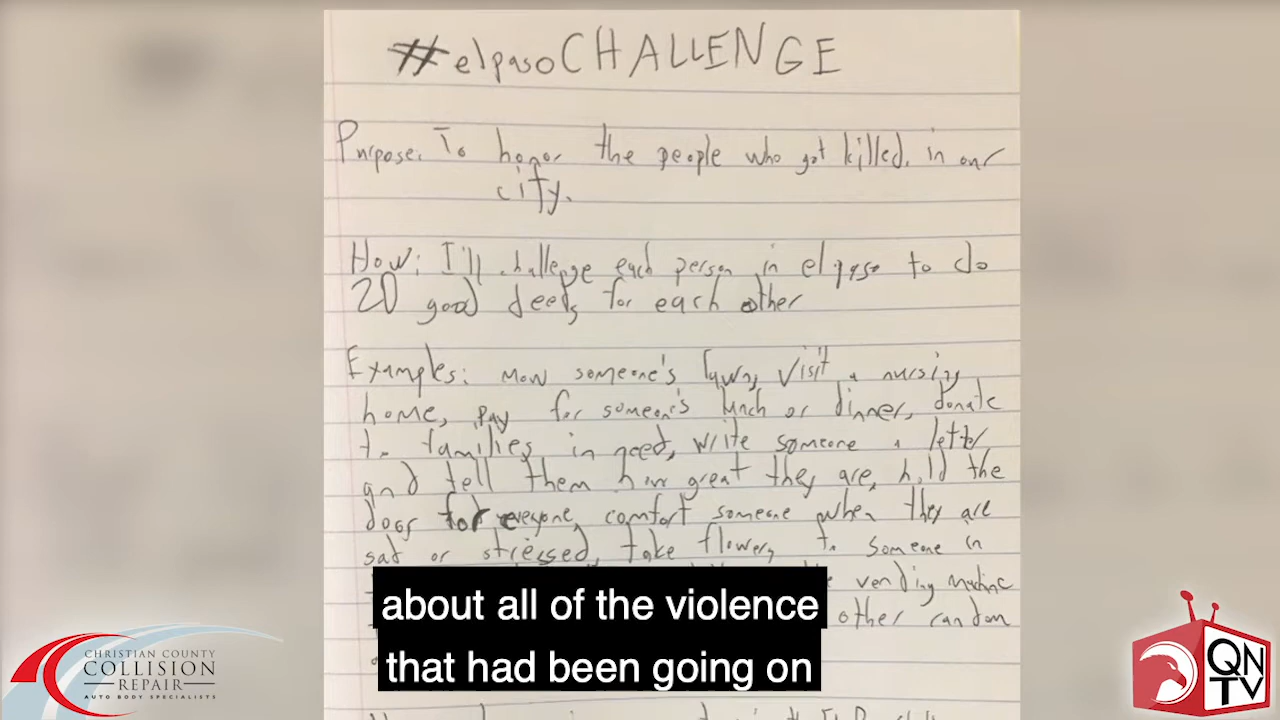 #elpasoCHALLENGE
Purpose: To honor the people who got killed in our
city.
How: I'll challenge each person in el paso to do
20 good deeds for each other
Examples: mow someone's lawn, visit a nursing
home, pay for someone's lunch or dinner, donate
to families in need, write someone a letter
and tell them how great they are, hold the
door for everyone, comfort someone when they are
sad or stressed, take flowers to someone in
vending machine
other random
about all of the violence
that had been going on
CHRISTIAN COUNTY
COLLISION
REPAIR
AUTO BODY SPECIALISTS
QN
TV